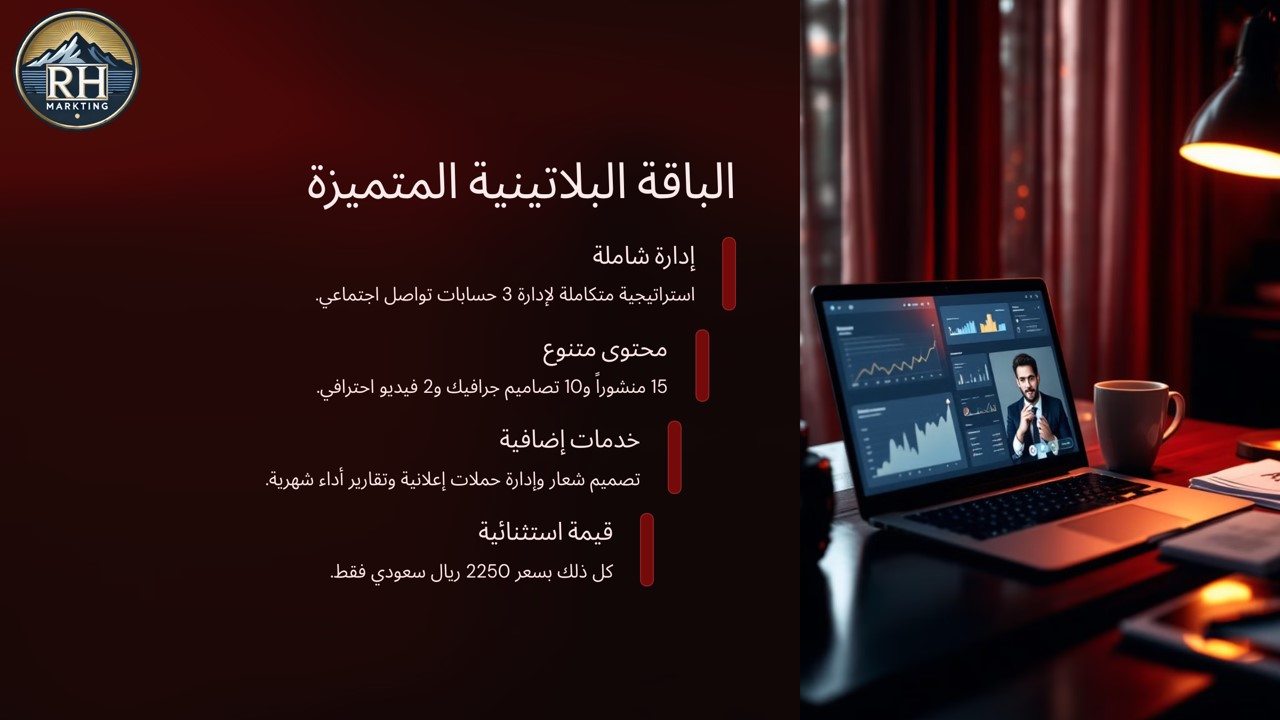 RH
MARKTING
الباقة البلاتينية المتميزة
إدارة شاملة
استراتيجية متكاملة لإدارة 3 حسابات تواصل اجتماعي.
محتوى متنوع
15 منشوراً و10 تصاميم جرافيك و2 فيديو احترافي.
خدمات إضافية
تصميم شعار وإدارة حملات إعلانية وتقارير أداء شهرية.
قيمة استثنائية
كل ذلك بسعر 2250 ريال سعودي فقط.